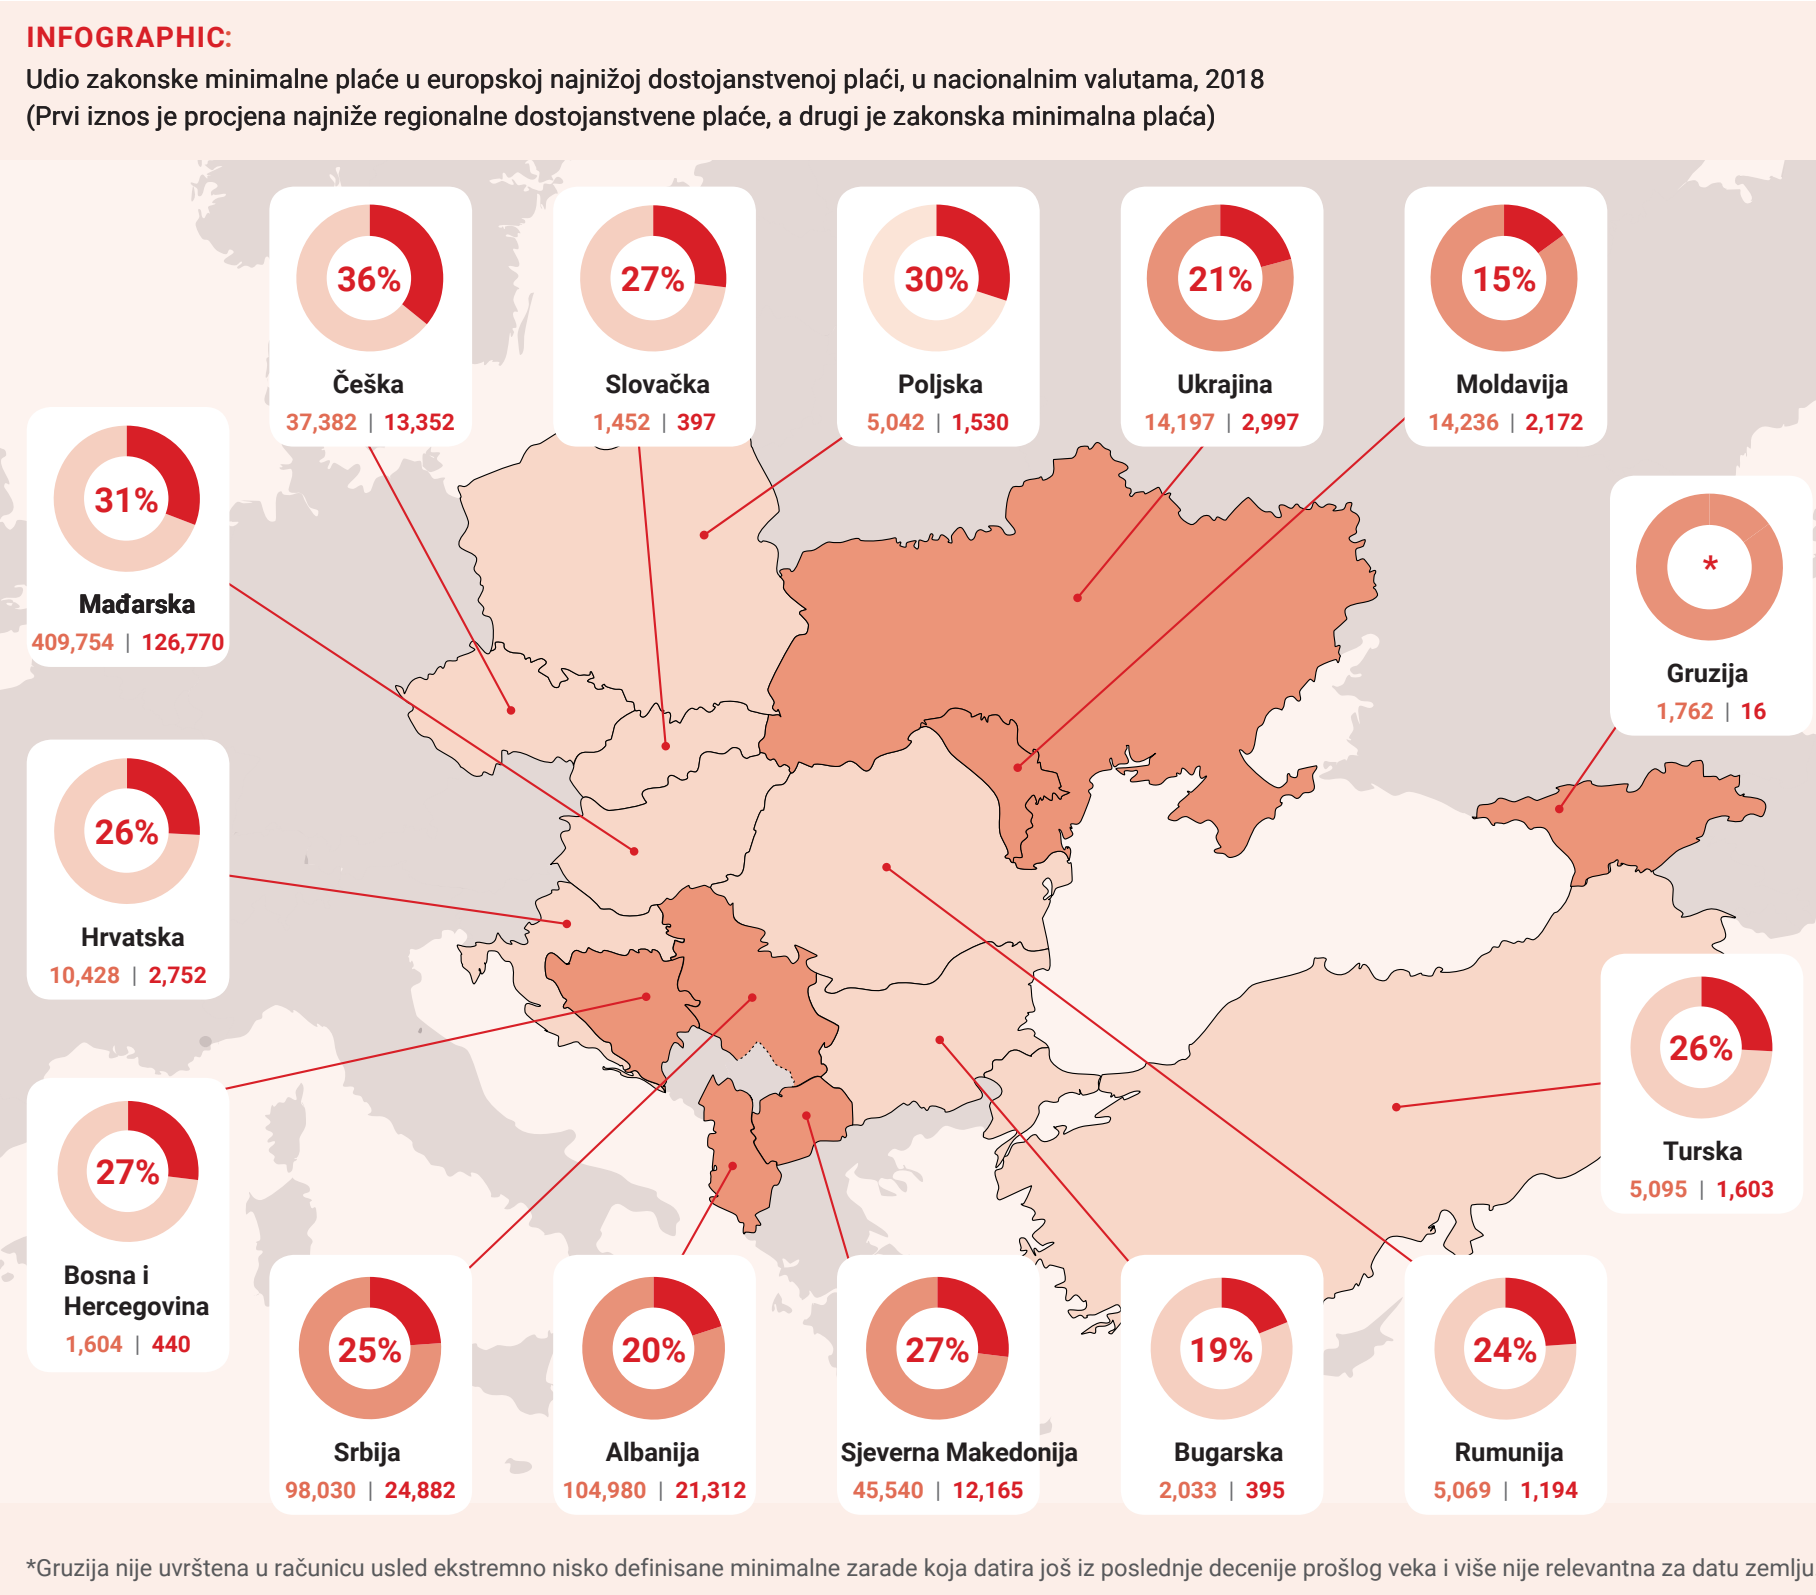 INFOGRAPHIC:
Udio zakonske minimalne plaće u europskoj najnižoj dostojanstvenoj plaći, u nacionalnim valutama, 2018
(Prvi iznos je procjena najniže regionalne dostojanstvene plaće, a drugi je zakonska minimalna plaća)
36%
Češka
37,382 | 13,352
27%
Slovačka
1,452 | 397
30%
Poljska
5,042 | 1,530
21%
Ukrajina
14,197 | 2,997
15%
Moldavija
14,236 | 2,172
31%
Mađarska
409,754 | 126,770
*
Gruzija
1,762 | 16
26%
Hrvatska
10,428 | 2,752
26%
Turska
5,095 | 1,603
27%
Bosna i
Hercegovina
1,604 | 440
25%
Srbija
98,030 | 24,882
20%
Albanija
104,980 | 21,312
27%
Sjeverna Makedonija
45,540 | 12,165
19%
Bugarska
2,033 | 395
24%
Rumunija
5,069 | 1,194
*Gruzija nije uvrštena u računicu usled ekstremno nisko definisane minimalne zarade koja datira još iz poslednje decenije prošlog veka i više nije relevantna za datu zemlju